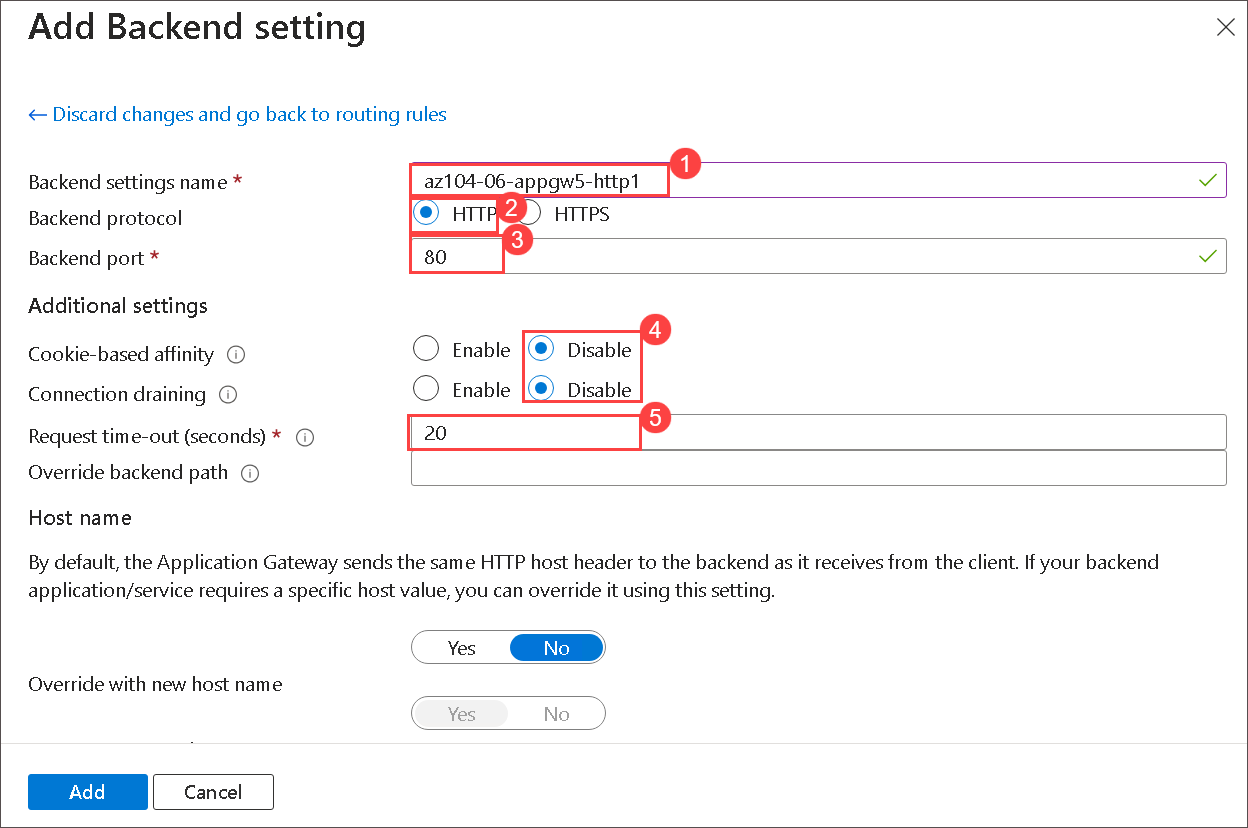 Add Backend setting
← Discard changes and go back to routing rules
Backend settings name * az104-06-appgw5-http1 1
Backend protocol HTTP 2 HTTPS
Backend port * 80 3
Additional settings
Cookie-based affinity Enable Disable 4
Connection draining Enable Disable
Request time-out (seconds) * 20 5
Override backend path
Host name
By default, the Application Gateway sends the same HTTP host header to the backend as it receives from the client. If your backend
application/service requires a specific host value, you can override it using this setting.
Yes No
Override with new host name
Yes No
Add Cancel